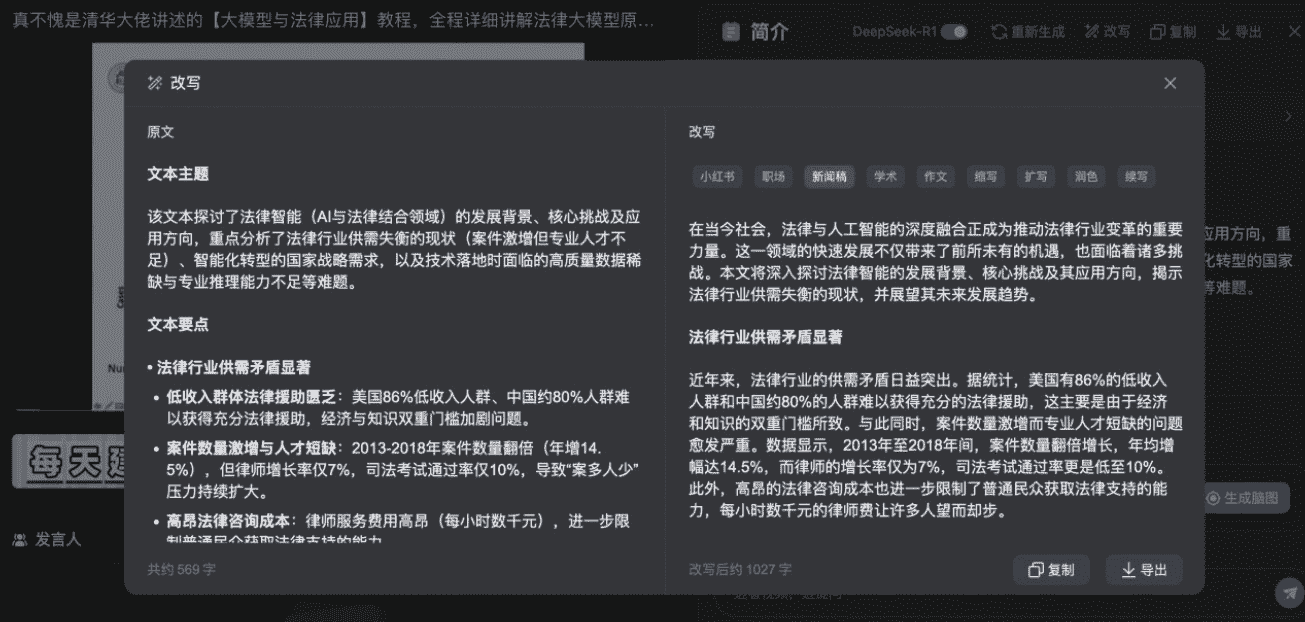 真不愧是清华大佬讲述的【大模型与法律应用】教程，全程详细讲解法律大模型原...
简介
DeepSeek-R1
重新生成
改写
复制
导出
改写
原文
文本主题
该文本探讨了法律智能（AI与法律结合领域）的发展背景、核心挑战及应
用方向，重点分析了法律行业供需失衡的现状（案件激增但专业人才不
足）、智能化转型的国家战略需求，以及技术落地时面临的高质量数据稀
缺与专业推理能力不足等难题。
文本要点
• 法律行业供需矛盾显著
• 低收入群体法律援助匮乏：美国86%低收入人群、中国约80%人群难
以获得充分法律援助，经济与知识双重门槛加剧问题。
• 案件数量激增与人才短缺：2013-2018年案件数量翻倍（年增14.
5%），但律师增长率仅7%，司法考试通过率仅10%，导致“案多人少”
压力持续扩大。
• 高昂法律咨询成本：律师服务费用高昂（每小时数千元），进一步限
制普通民众获取法律支持的能力
共约 569 字
改写
小红书
职场
新闻稿
学术
作文
缩写
扩写
润色
续写
在当今社会，法律与人工智能的深度融合正成为推动法律行业变革的重要
力量。这一领域的快速发展不仅带来了前所未有的机遇，也面临着诸多挑
战。本文将深入探讨法律智能的发展背景、核心挑战及其应用方向，揭示
法律行业供需失衡的现状，并展望其未来发展趋势。
法律行业供需矛盾显著
近年来，法律行业的供需矛盾日益突出。据统计，美国有86%的低收入
人群和中国约80%的人群难以获得充分的法律援助，这主要是由于经济
和知识的双重门槛所致。与此同时，案件数量激增而专业人才短缺的问题
愈发严重。数据显示，2013年至2018年间，案件数量翻倍增长，年均增
幅达14.5%，而律师的增长率仅为7%，司法考试通过率更是低至10%。
此外，高昂的法律咨询成本也进一步限制了普通民众获取法律支持的能
力，每小时数千元的律师费让许多人望而却步。
改写后约 1027 字
复制
导出
应用方向，重
化转型的国家
等难题。
生成脑图
Nu
每天
发言人